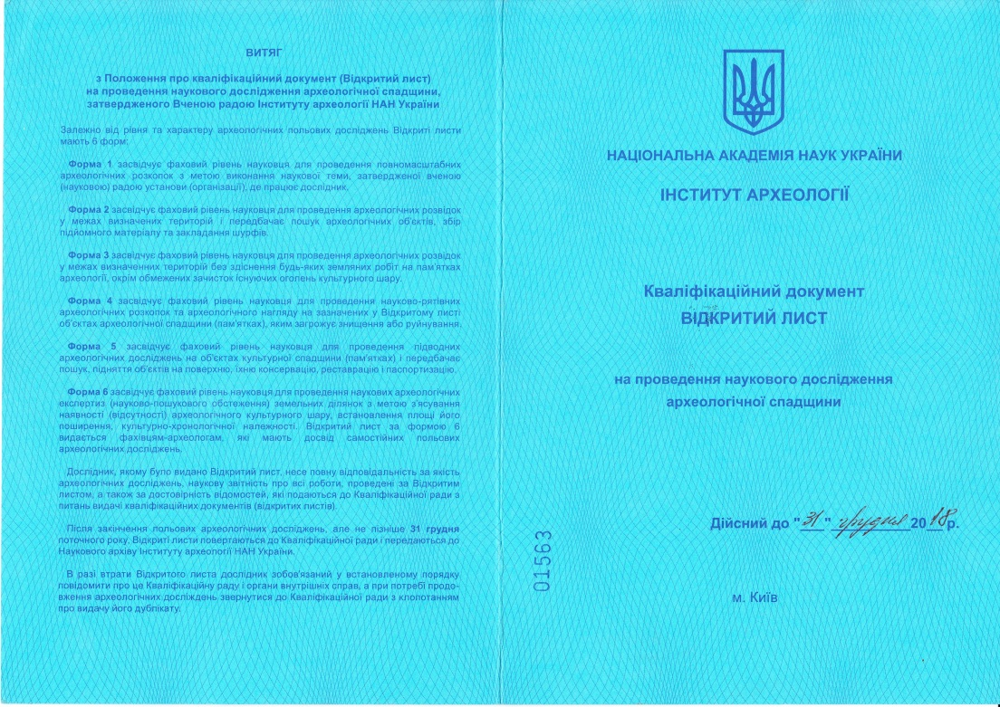 ВИТЯГ
з Положення про кваліфікаційний документ (Відкритий лист)
на проведення наукового дослідження археологічної спадщини,
затвердженого Вченою радою Інституту археології НАН України
Залежно від рівня та характеру археологічних польових досліджень Відкриті листи
мають 6 форм:
Форма 1 засвідчує фаховий рівень науковця для проведення повномасштабних
археологічних розкопок з метою виконання наукової теми, затвердженої вченою
(науковою) радою установи (організації), де працює дослідник.
Форма 2 засвідчує фаховий рівень науковця для проведення археологічних розвідок
у межах визначених територій і передбачає пошук археологічних об'єктів, збір
підйомного матеріалу та закладання шурфів.
Форма 3 засвідчує фаховий рівень науковця для проведення археологічних розвідок
у межах визначенних територій без здіснення будь-яких земляних робіт на пам'ятках
археології, окрім обмежених зачисток існуючих оголень культурного шару.
Форма 4 засвідчує фаховий рівень науковця для проведення науково-рятівних
археологічних розкопок та археологічного нагляду на зазначених у Відкритому листі
об'єктах археологічної спадщини (пам'ятках), яким загрожує знищення або руйнування.
Форма 5 засвідчує фаховий рівень науковця для проведення підводних
археологічних досліджень на об'єктах культурної спадщини (пам'ятках) і передбачає
пошук, підняття об'єктів на поверхню, їхню консервацію, реставрацію і паспортизацію.
Форма 6 засвідчує фаховий рівень науковця для проведення наукових археологічних
експертиз (науково-пошукового обстеження) земельних ділянок з метою з'ясування
наявності (відсутності) археологічного культурного шару, встановлення площі його
поширення, культурно-хронологічної належності. Відкритий лист за формою 6
видається фахівцям-археологам, які мають досвід самостійних польових
археологічних досліджень.
Дослідник, якому було видано Відкритий лист, несе повну відповідальність за якість
археологічних досліджень, наукову звітність про всі роботи, проведені за Відкритим
листом, а також за достовірність відомостей, які подаються до Кваліфікаційної ради з
питань видачі кваліфікаційних документів (відкритих листів).
Після закінчення польових археологічних досліджень, але не пізніше 31 грудня
поточного року, Відкриті листи повертаються до Кваліфікаційної ради і передаються до
Наукового архіву Інституту археології НАН України.
В разі втрати Відкритого листа дослідник зобов'язаний у встановленому порядку
повідомити про це Кваліфікаційну раду і органи внутрішніх справ, а при потребі продо-
вження археологічних досліждень звернутися до Кваліфікаційної ради з клопотанням
про видачу його дублікату.
НАЦІОНАЛЬНА АКАДЕМІЯ НАУК УКРАЇНИ
ІНСТИТУТ АРХЕОЛОГІЇ
Кваліфікаційний документ
ВІДКРИТИЙ ЛИСТ
на проведення наукового дослідження
археологічної спадщини
Дійсний до "31" грудня 2018р.
01563
м. Київ